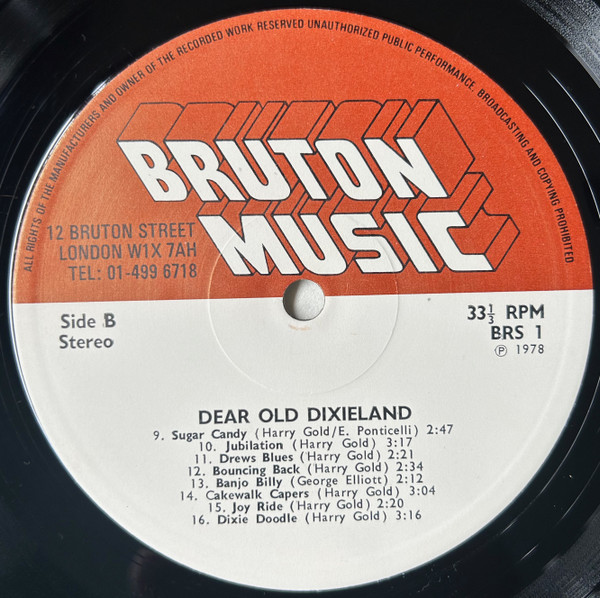 ALL RIGHTS OF THE MANUFACTURERS AND OWNER OF THE RECORDED WORK RESERVED UNAUTHORIZED PUBLIC PERFORMANCE, BROADCASTING AND COPYING PROHIBITED
BRUTON
MUSIC
12 BRUTON STREET
LONDON W1X 7AH
TEL: 01-499 6718
Side B
Stereo
33⅓ RPM
BRS 1
℗ 1978
DEAR OLD DIXIELAND
9. Sugar Candy (Harry Gold/E. Ponticelli) 2:47
10. Jubilation (Harry Gold) 3:17
11. Drews Blues (Harry Gold) 2:21
12. Bouncing Back (Harry Gold) 2:34
13. Banjo Billy (George Elliott) 2:12
14. Cakewalk Capers (Harry Gold) 3:04
15. Joy Ride (Harry Gold) 2:20
16. Dixie Doodle (Harry Gold) 3:16